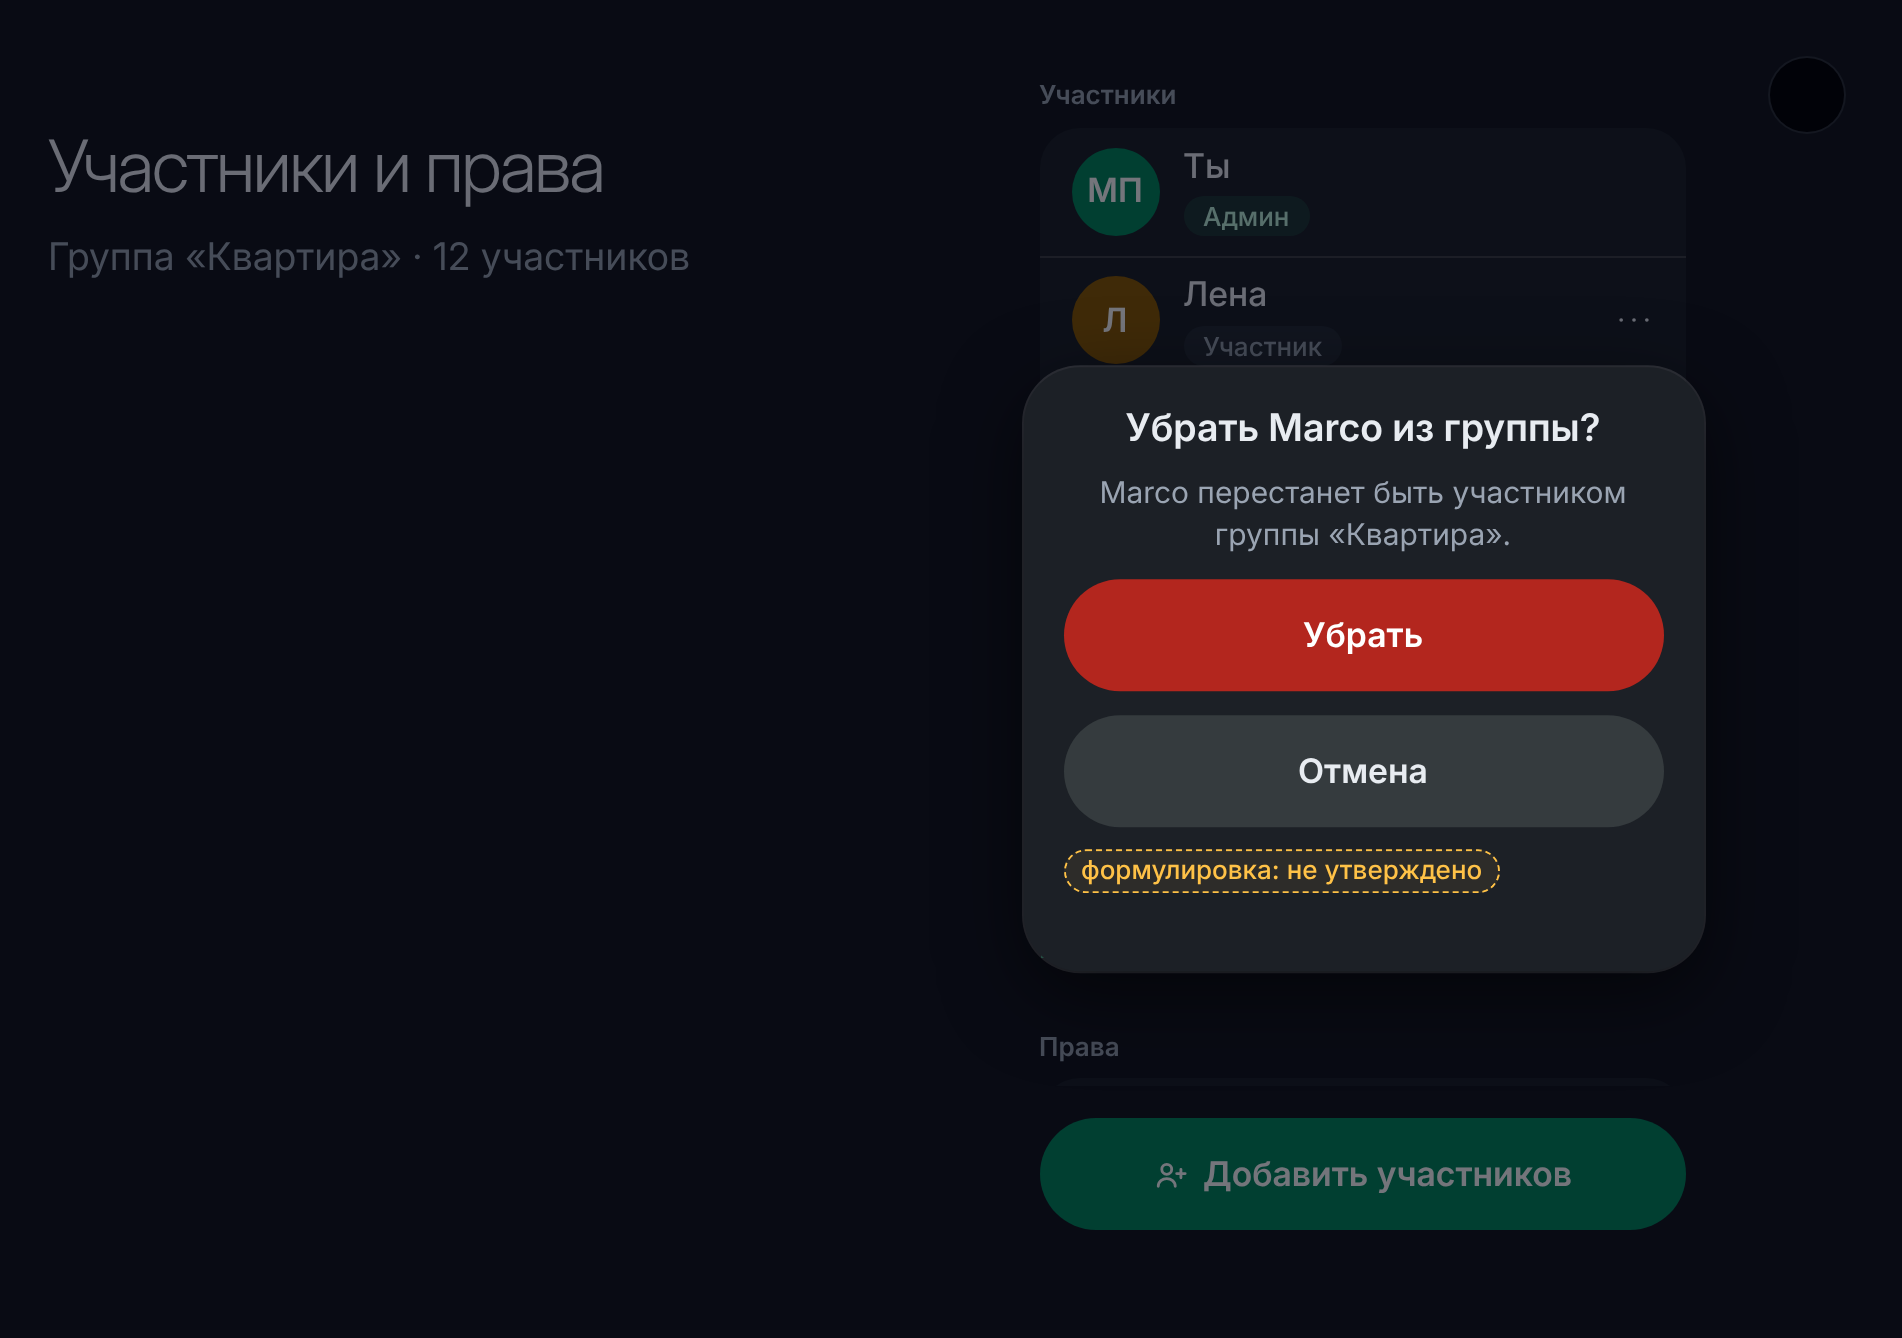 Участники и права
Группа «Квартира» · 12 участников
Участники
МП
Ты
Админ
Л
Лена
Участник
Убрать Marco из группы?
Marco перестанет быть участником
группы «Квартира».
Убрать
Отмена
формулировка: не утверждено
Права
Добавить участников